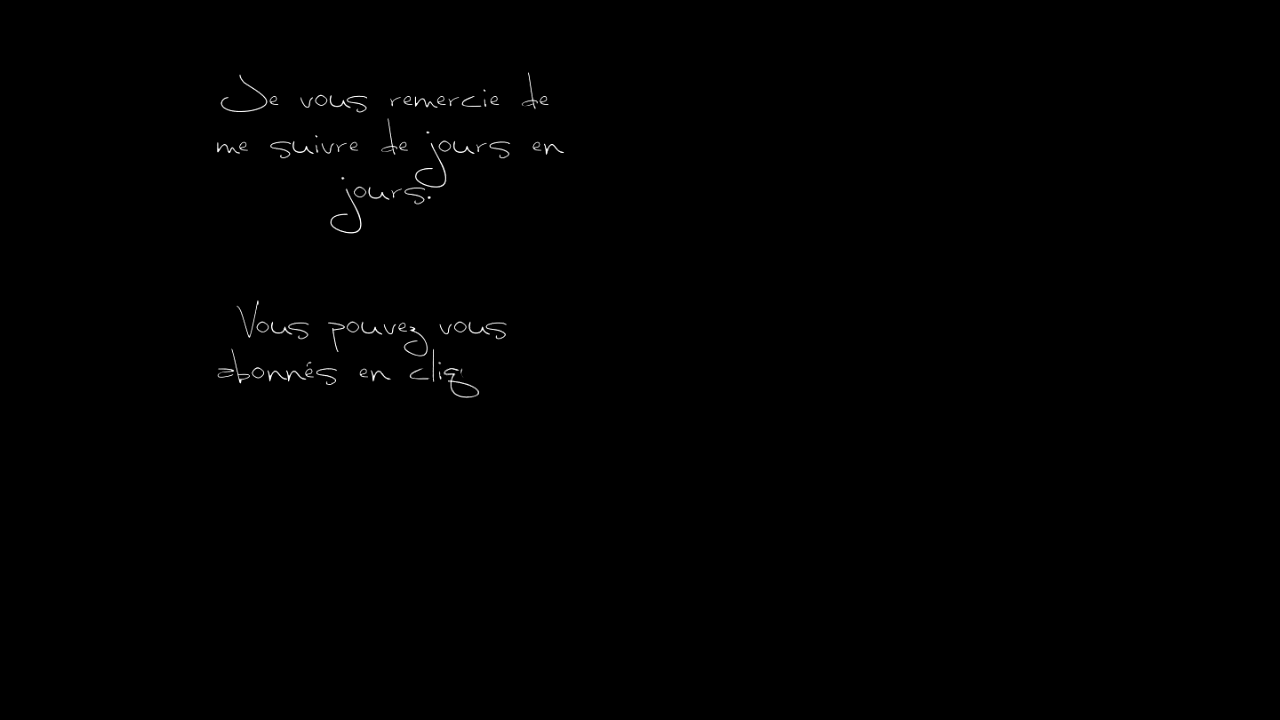 Je vous remercie de
me suivre de jours en
jours.
Vous pouvez vous
abonnés en cliq